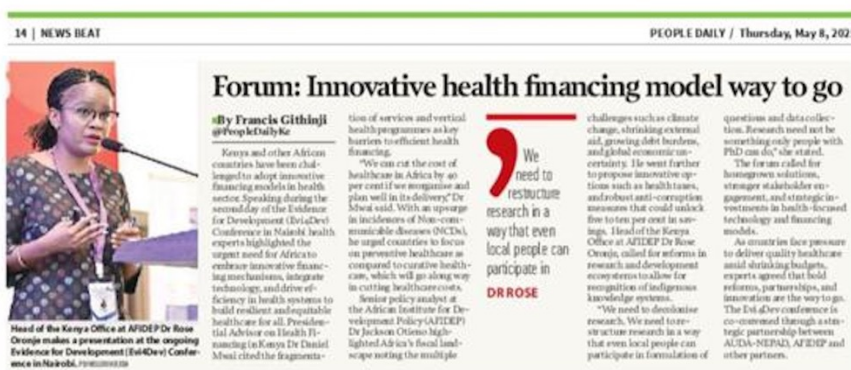 14 | NEWS BEAT
PEOPLE DAILY / Thursday, May 8, 202
Forum: Innovative health financing model way to go
By Francis Githinji
@PeopleDailyKe
Kenya and other African
countries have been chal-
lenged to adopt innovative
financing models in health
sector. Speaking during the
second day of the Evidence
for Development (Evi4Dev)
Conference in Nairobi health
experts highlighted the
urgent need for Africa to
embrace innovative financ-
ing mechanisms, integrate
technology, and drive ef-
ficiency in health systems to
build resilient and equitable
healthcare for all. Presiden-
tial Advisor on Health Fi-
nancing in Kenya Dr Daniel
Mwai cited the fragmenta-
tion of services and vertical
health programmes as key
barriers to efficient health
financing.
"We can cut the cost of
healthcare in Africa by 40
per cent if we reorganise and
plan well in its delivery," Dr
Mwai said. With an upsurge
in incidences of Non-com-
municable diseases (NCDs),
he urged countries to focus
on preventive healthcare as
compared to curative health-
care, which will go along way
in cutting healthcare costs.
Senior policy analyst at
the African Institute for De-
velopment Policy (AFIDEP)
Dr Jackson Otieno high-
lighted Africa's fiscal land-
scape noting the multiple
We
need to
restructure
research in a
way that even
local people can
participate in
DR ROSE
challenges such as climate
change, shrinking external
aid, growing debt burdens,
and global economic un-
certainty. He went further
to propose innovative op-
tions such as health taxes,
and robust anti-corruption
measures that could unlock
five to ten per cent in sav-
ings. Head of the Kenya
Office at AFIDEP Dr Rose
Oronje, called for reforms in
research and development
ecosystems to allow for
recognition of indigenous
knowledge systems.
"We need to decolonise
research. We need to re-
structure research in a way
that even local people can
participate in formulation of
questions and data collec-
tion. Research need not be
something only people with
PhD can do," she stated.
The forum called for
homegrown solutions,
stronger stakeholder en-
gagement, and strategic in-
vestments in health-focused
technology and financing
models.
As countries face pressure
to deliver quality healthcare
amid shrinking budgets,
experts agreed that bold
reforms, partnerships, and
innovation are the way to go.
The Evi4Dev conference is
co-convened through a stra-
tegic partnership between
AUDA-NEPAD, AFIDEP and
other partners.
Head of the Kenya Office at AFIDEP Dr Rose
Oronje makes a presentation at the ongoing
Evidence for Development (Evi4Dev) Confer-
ence in Nairobi.